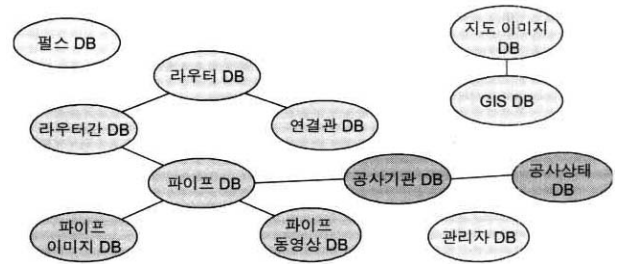 펄스 DB
지도 이미지
DB
라우터 DB
GIS DB
라우터간 DB
연결관 DB
파이프 DB
공사기관 DB
공사상태
DB
파이프
이미지 DB
파이프
동영상 DB
관리자 DB